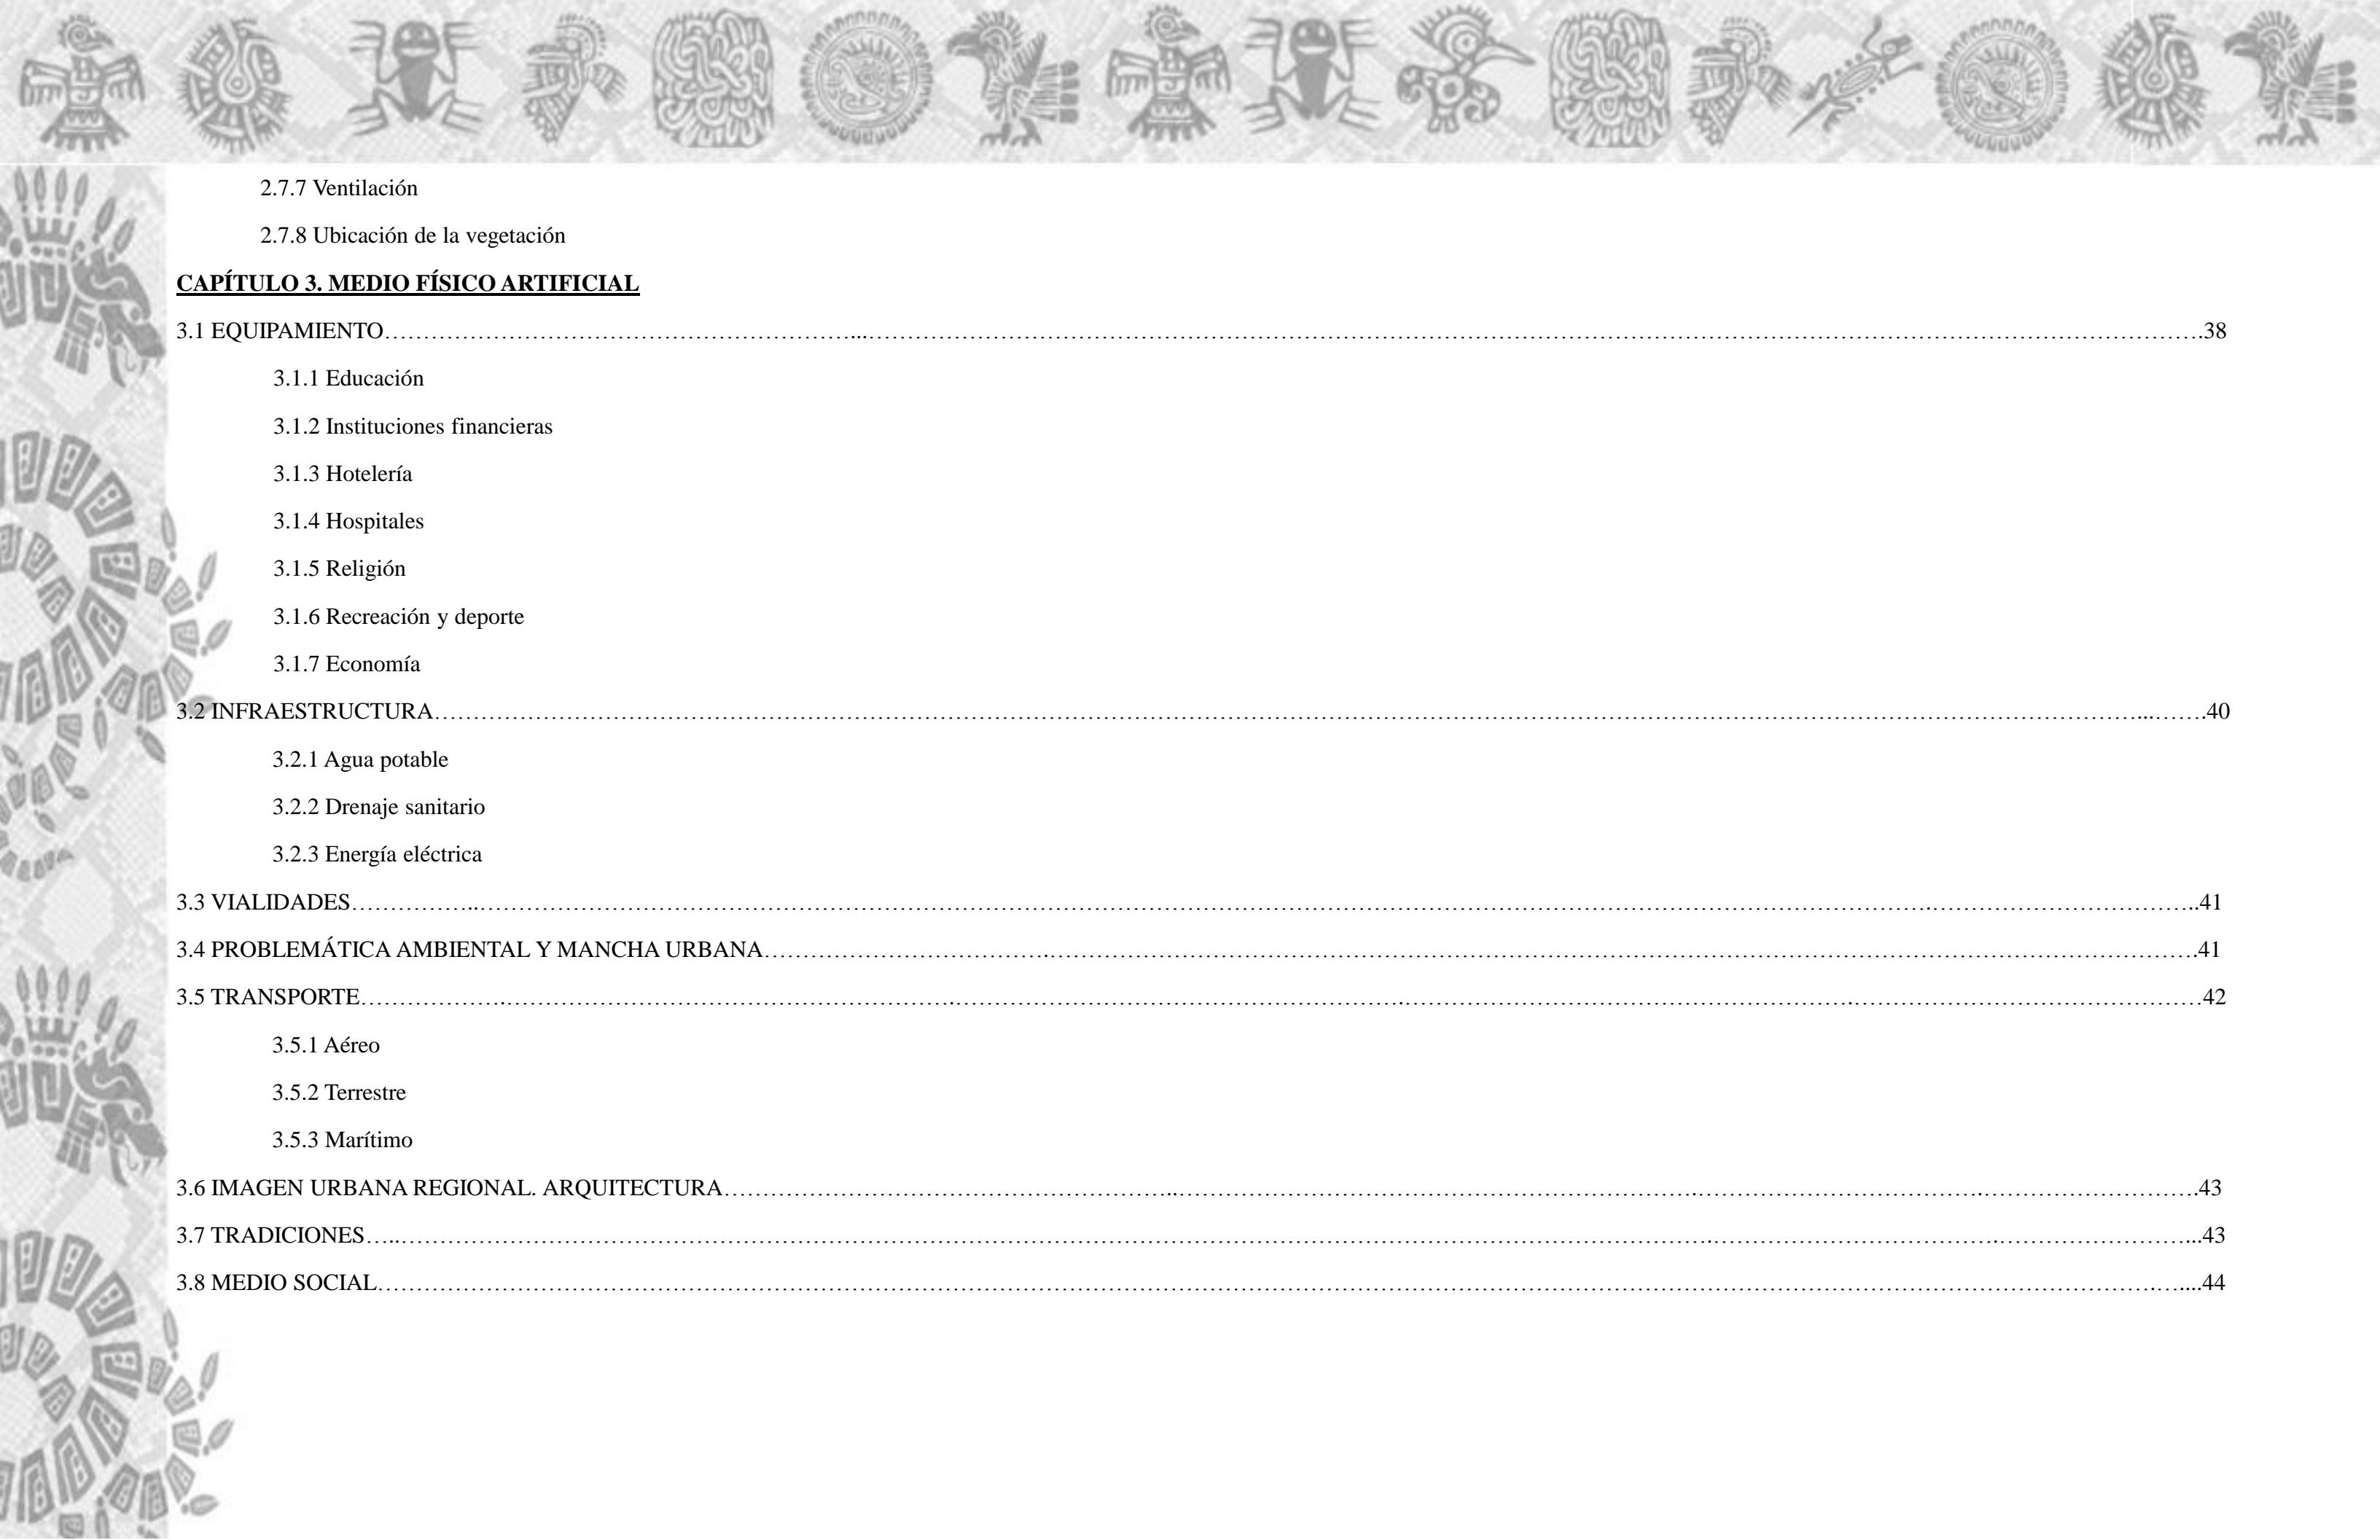 2.7.7 Ventilación
2.7.8 Ubicación de la vegetación
CAPÍTULO 3. MEDIO FÍSICO ARTIFICIAL
3.1 EQUIPAMIENTO……………………………………………………...……………………………………………………………………………………………………………………….38
3.1.1 Educación
3.1.2 Instituciones financieras
3.1.3 Hotelería
3.1.4 Hospitales
3.1.5 Religión
3.1.6 Recreación y deporte
3.1.7 Economía
3.2 INFRAESTRUCTURA……………………………………………………………………………………………………………………………………………………………...…….40
3.2.1 Agua potable
3.2.2 Drenaje sanitario
3.2.3 Energía eléctrica
3.3 VIALIDADES……………..…………………………………………………………………………………………………………………………….……………………………..41
3.4 PROBLEMÁTICA AMBIENTAL Y MANCHA URBANA……………………………….……………………………………………………………………………………….41
3.5 TRANSPORTE……………….………………………………………………….………………………………………………….………………………………………………….………………………………………42
3.5.1 Aéreo
3.5.2 Terrestre
3.5.3 Marítimo
3.6 IMAGEN URBANA REGIONAL. ARQUITECTURA…………………………………………………..………………………………………………………….……………………………….……………………….43
3.7 TRADICIONES…..……………………………………………………………………………………………………………………….……………………………….……………………...43
3.8 MEDIO SOCIAL…………………………………………………………………………………………………………………………………………………………….…....44